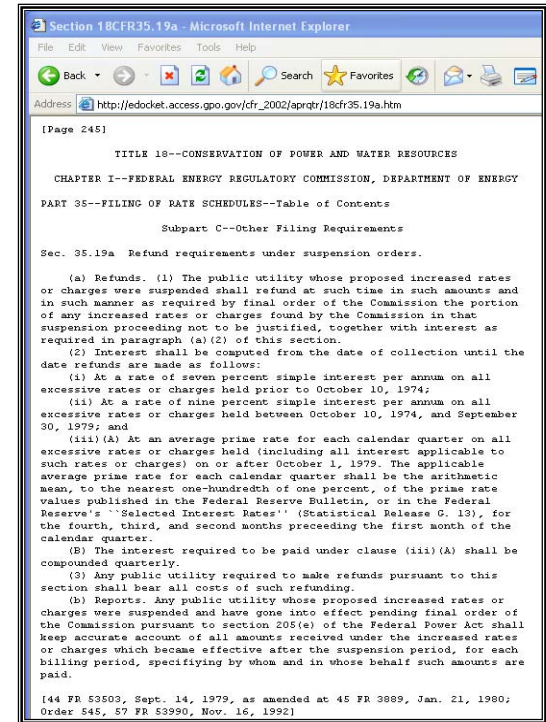 Section 18CFR35.19a - Microsoft Internet Explorer
File Edit View Favorites Tools Help
Back Search Favorites
Address http://edocket.access.gpo.gov/cfr_2002/aprqtr/18cfr35.19a.htm
[Page 245]
TITLE 18--CONSERVATION OF POWER AND WATER RESOURCES
CHAPTER I--FEDERAL ENERGY REGULATORY COMMISSION, DEPARTMENT OF ENERGY
PART 35--FILING OF RATE SCHEDULES--Table of Contents
Subpart C--Other Filing Requirements
Sec. 35.19a Refund requirements under suspension orders.
(a) Refunds. (1) The public utility whose proposed increased rates
or charges were suspended shall refund at such time in such amounts and
in such manner as required by final order of the Commission the portion
of any increased rates or charges found by the Commission in that
suspension proceeding not to be justified, together with interest as
required in paragraph (a)(2) of this section.
(2) Interest shall be computed from the date of collection until the
date refunds are made as follows:
(i) At a rate of seven percent simple interest per annum on all
excessive rates or charges held prior to October 10, 1974;
(ii) At a rate of nine percent simple interest per annum on all
excessive rates or charges held between October 10, 1974, and September
30, 1979; and
(iii)(A) At an average prime rate for each calendar quarter on all
excessive rates or charges held (including all interest applicable to
such rates or charges) on or after October 1, 1979. The applicable
average prime rate for each calendar quarter shall be the arithmetic
mean, to the nearest one-hundredth of one percent, of the prime rate
values published in the Federal Reserve Bulletin, or in the Federal
Reserve's ``Selected Interest Rates'' (Statistical Release G. 13), for
the fourth, third, and second months preceeding the first month of the
calendar quarter.
(B) The interest required to be paid under clause (iii)(A) shall be
compounded quarterly.
(3) Any public utility required to make refunds pursuant to this
section shall bear all costs of such refunding.
(b) Reports. Any public utility whose proposed increased rates or
charges were suspended and have gone into effect pending final order of
the Commission pursuant to section 205(e) of the Federal Power Act shall
keep accurate account of all amounts received under the increased rates
or charges which became effective after the suspension period, for each
billing period, specifiying by whom and in whose behalf such amounts are
paid.
[44 FR 53503, Sept. 14, 1979, as amended at 45 FR 3889, Jan. 21, 1980;
Order 545, 57 FR 53990, Nov. 16, 1992]